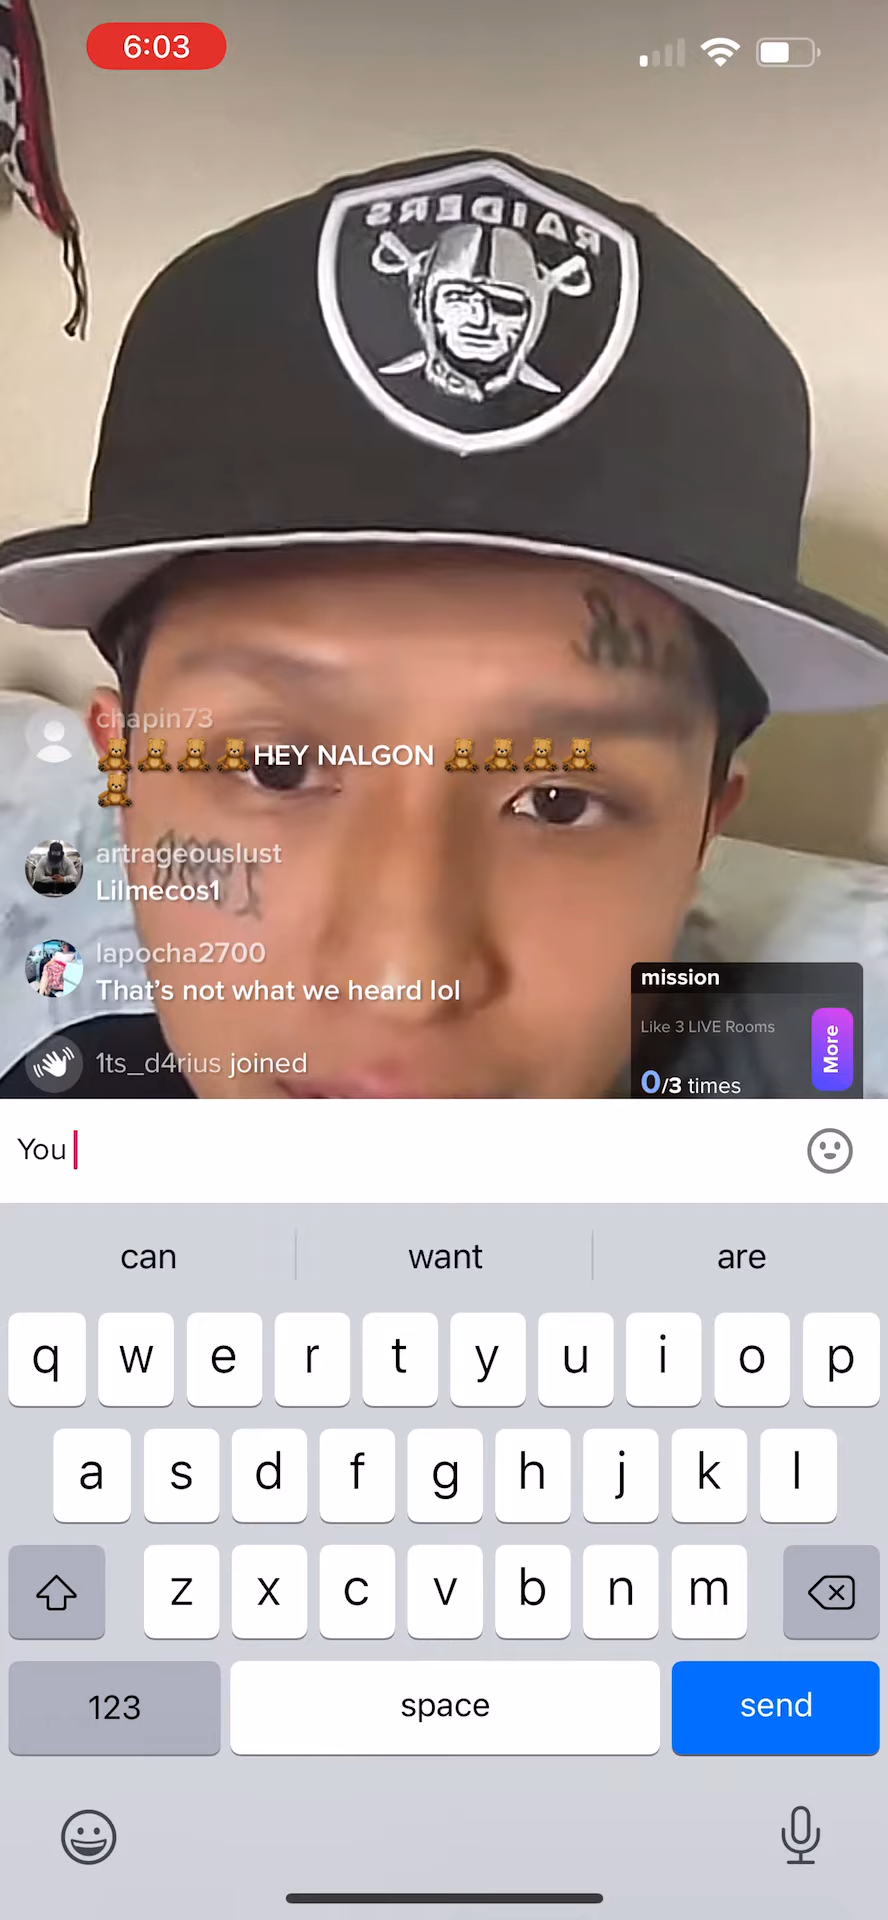 6:03
RAIDERS
chapin73
🧸🧸🧸🧸HEY NALGON 🧸🧸🧸🧸
🧸
artrageouslust
Lilmecos1
lapocha2700
That's not what we heard lol
1ts_d4rius joined
mission
Like 3 LIVE Rooms
0/3 times
More
You
can want are
q w e r t y u i o p
a s d f g h j k l
z x c v b n m
123 space send